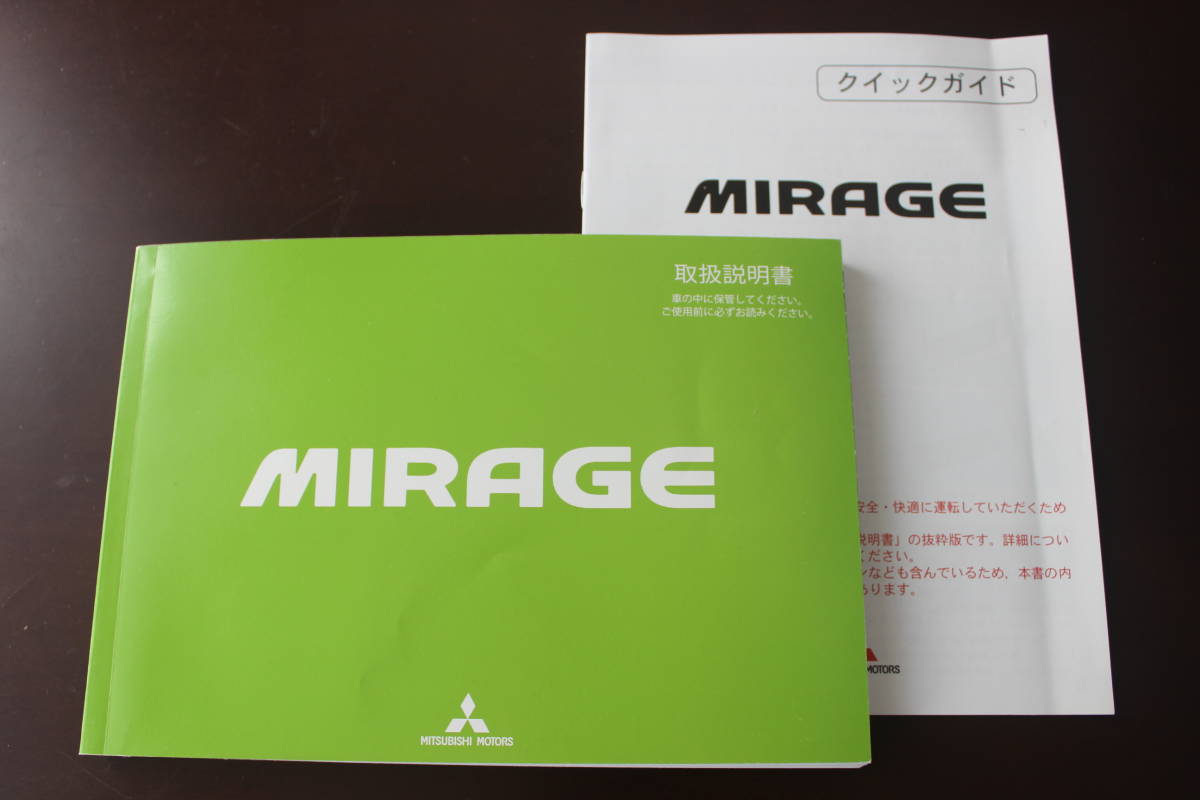 取扱説明書
車の中に保管してください。
ご使用前に必ずお読みください。
MIRAGE
MITSUBISHI MOTORS
クイックガイド
MIRAGE
安全・快適に運転していただくため
説明書」の抜粋版です。詳細につい
ください。
なども含んでいるため、本書の内
あります。
MOTORS